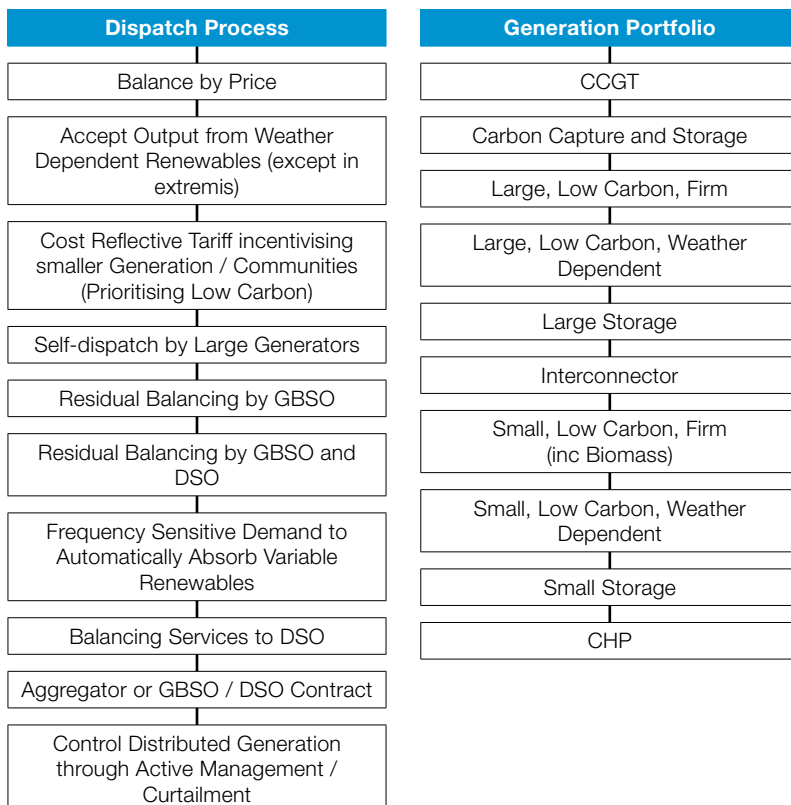 Dispatch Process
Balance by Price
Accept Output from Weather
Dependent Renewables (except in
extremis)
Cost Reflective Tariff incentivising
smaller Generation / Communities
(Prioritising Low Carbon)
Self-dispatch by Large Generators
Residual Balancing by GBSO
Residual Balancing by GBSO and
DSO
Frequency Sensitive Demand to
Automatically Absorb Variable
Renewables
Balancing Services to DSO
Aggregator or GBSO / DSO Contract
Control Distributed Generation
through Active Management /
Curtailment
Generation Portfolio
CCGT
Carbon Capture and Storage
Large, Low Carbon, Firm
Large, Low Carbon, Weather
Dependent
Large Storage
Interconnector
Small, Low Carbon, Firm
(inc Biomass)
Small, Low Carbon, Weather
Dependent
Small Storage
CHP